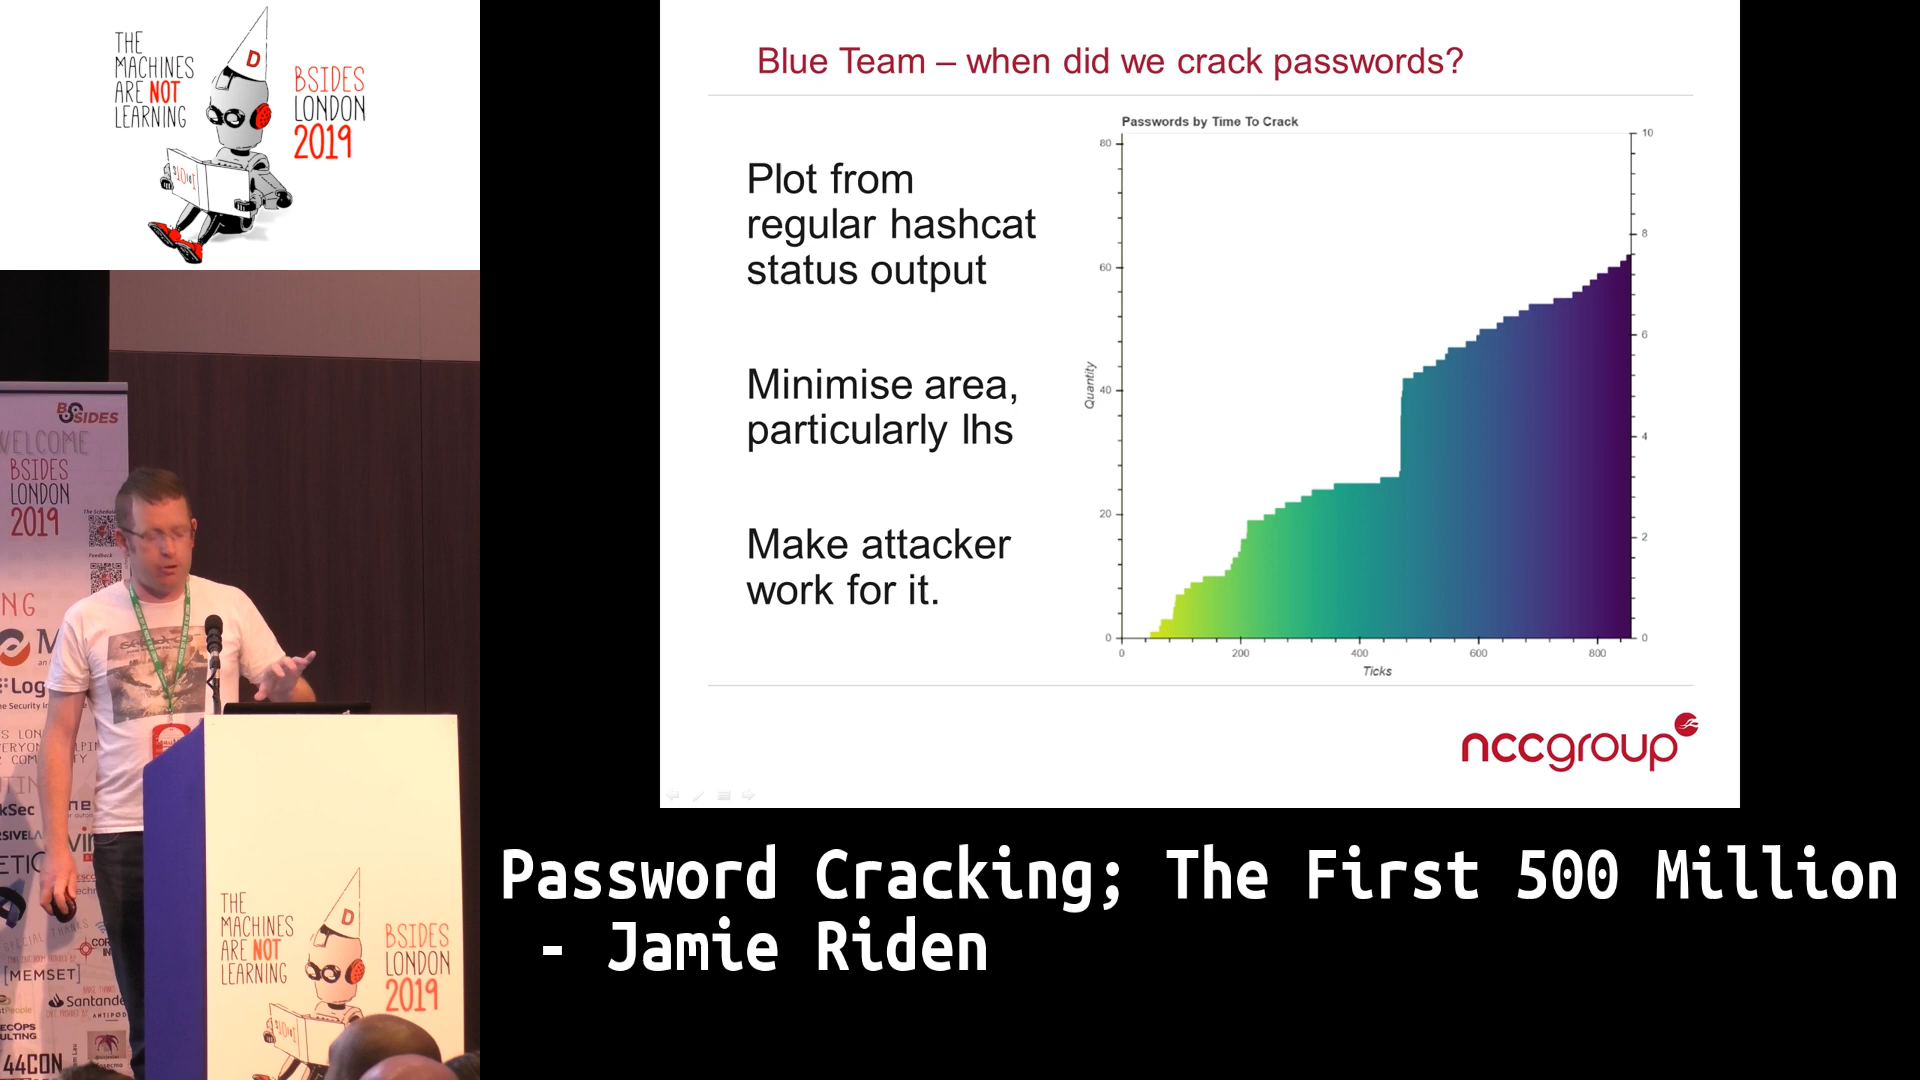 THE
MACHINES
ARE NOT
LEARNING
D
BSIDES
LONDON
2019
Blue Team – when did we crack passwords?
Plot from
regular hashcat
status output
Minimise area,
particularly lhs
Make attacker
work for it.
Passwords by Time To Crack
80
60
40
20
0
Quantity
10
8
6
4
2
0
0
200
400
600
800
Ticks
nccgroup
Password Cracking; The First 500 Million
- Jamie Riden
BSIDES
WELCOME
BSIDES
LONDON
2019
Feedback
Log
[MEMSET]
Santander
44CON
THE
MACHINES
ARE NOT
LEARNING
D
BSIDES
LONDON
2019